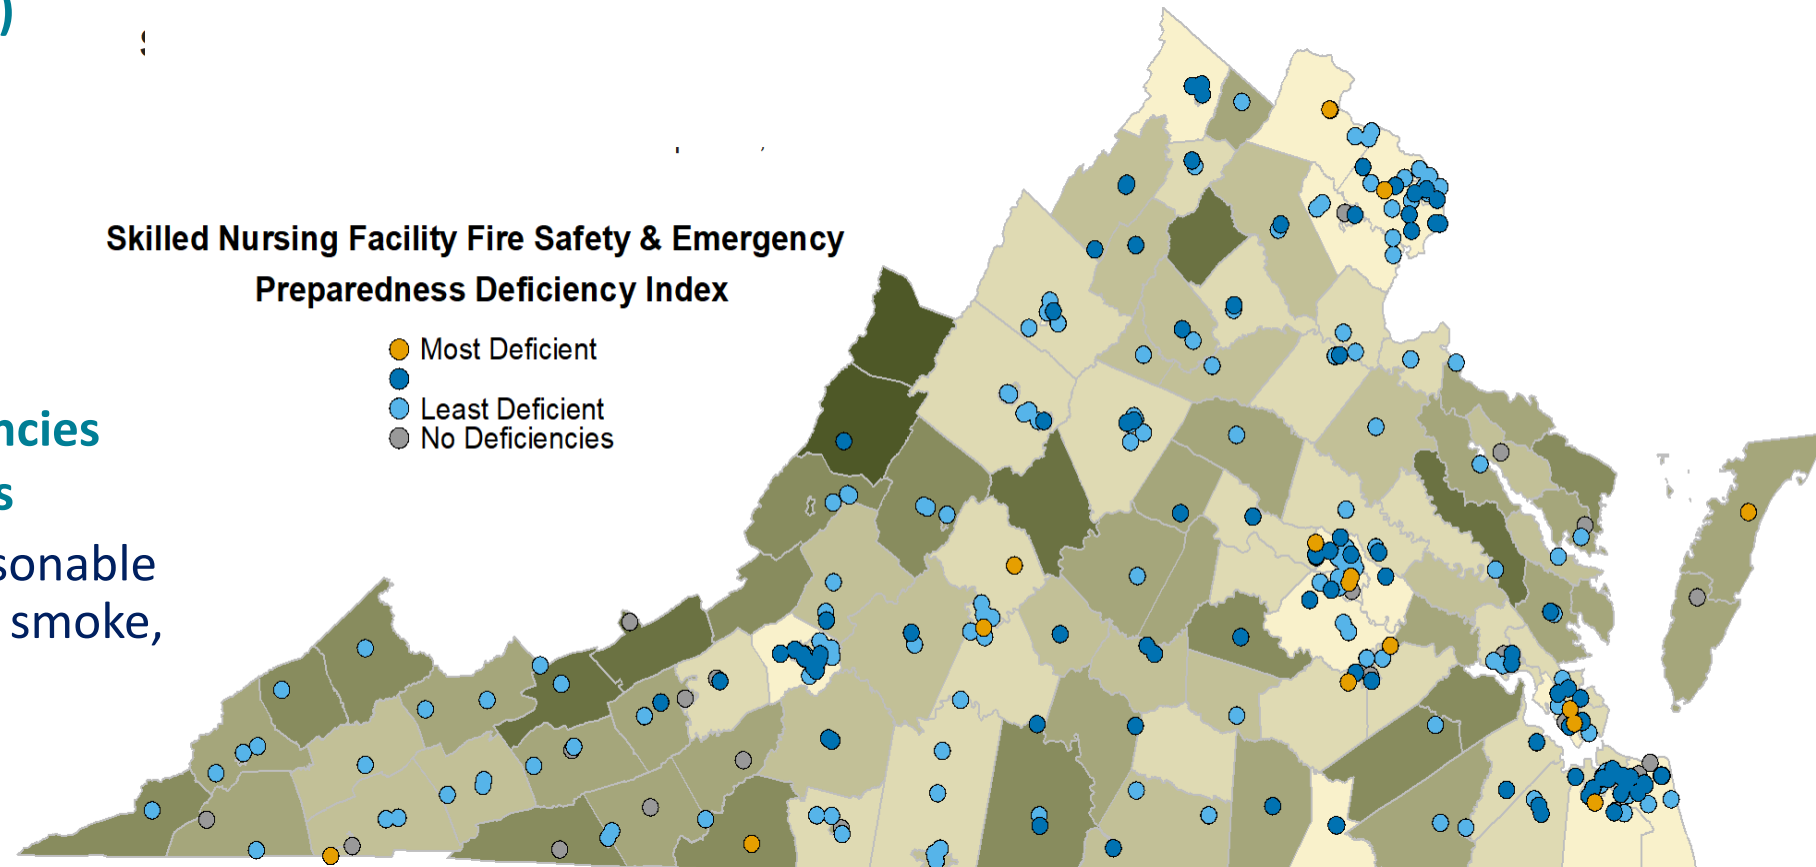 )
Skilled Nursing Facility Fire Safety & Emergency
Preparedness Deficiency Index
Most Deficient
Least Deficient
No Deficiencies
ncies
s
sonable
smoke,